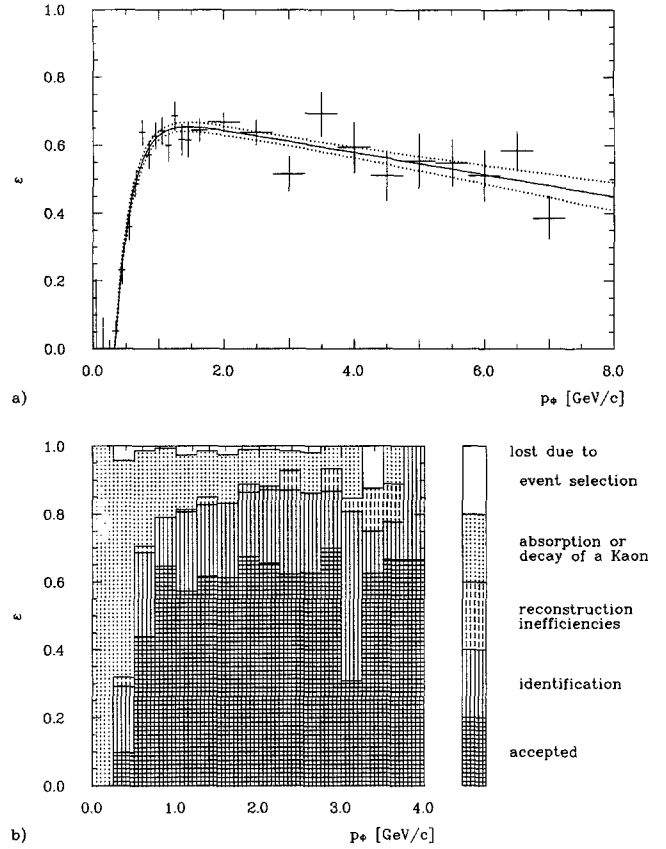 1.0
0.8
0.6
ε
0.4
0.2
0.0
0.0 2.0 4.0 6.0 8.0
a) pΦ [GeV/c]
1.0
0.8
0.6
ε
0.4
0.2
0.0
0.0 1.0 2.0 3.0 4.0
b) pΦ [GeV/c]
lost due to
event selection
absorption or
decay of a Kaon
reconstruction
inefficiencies
identification
accepted